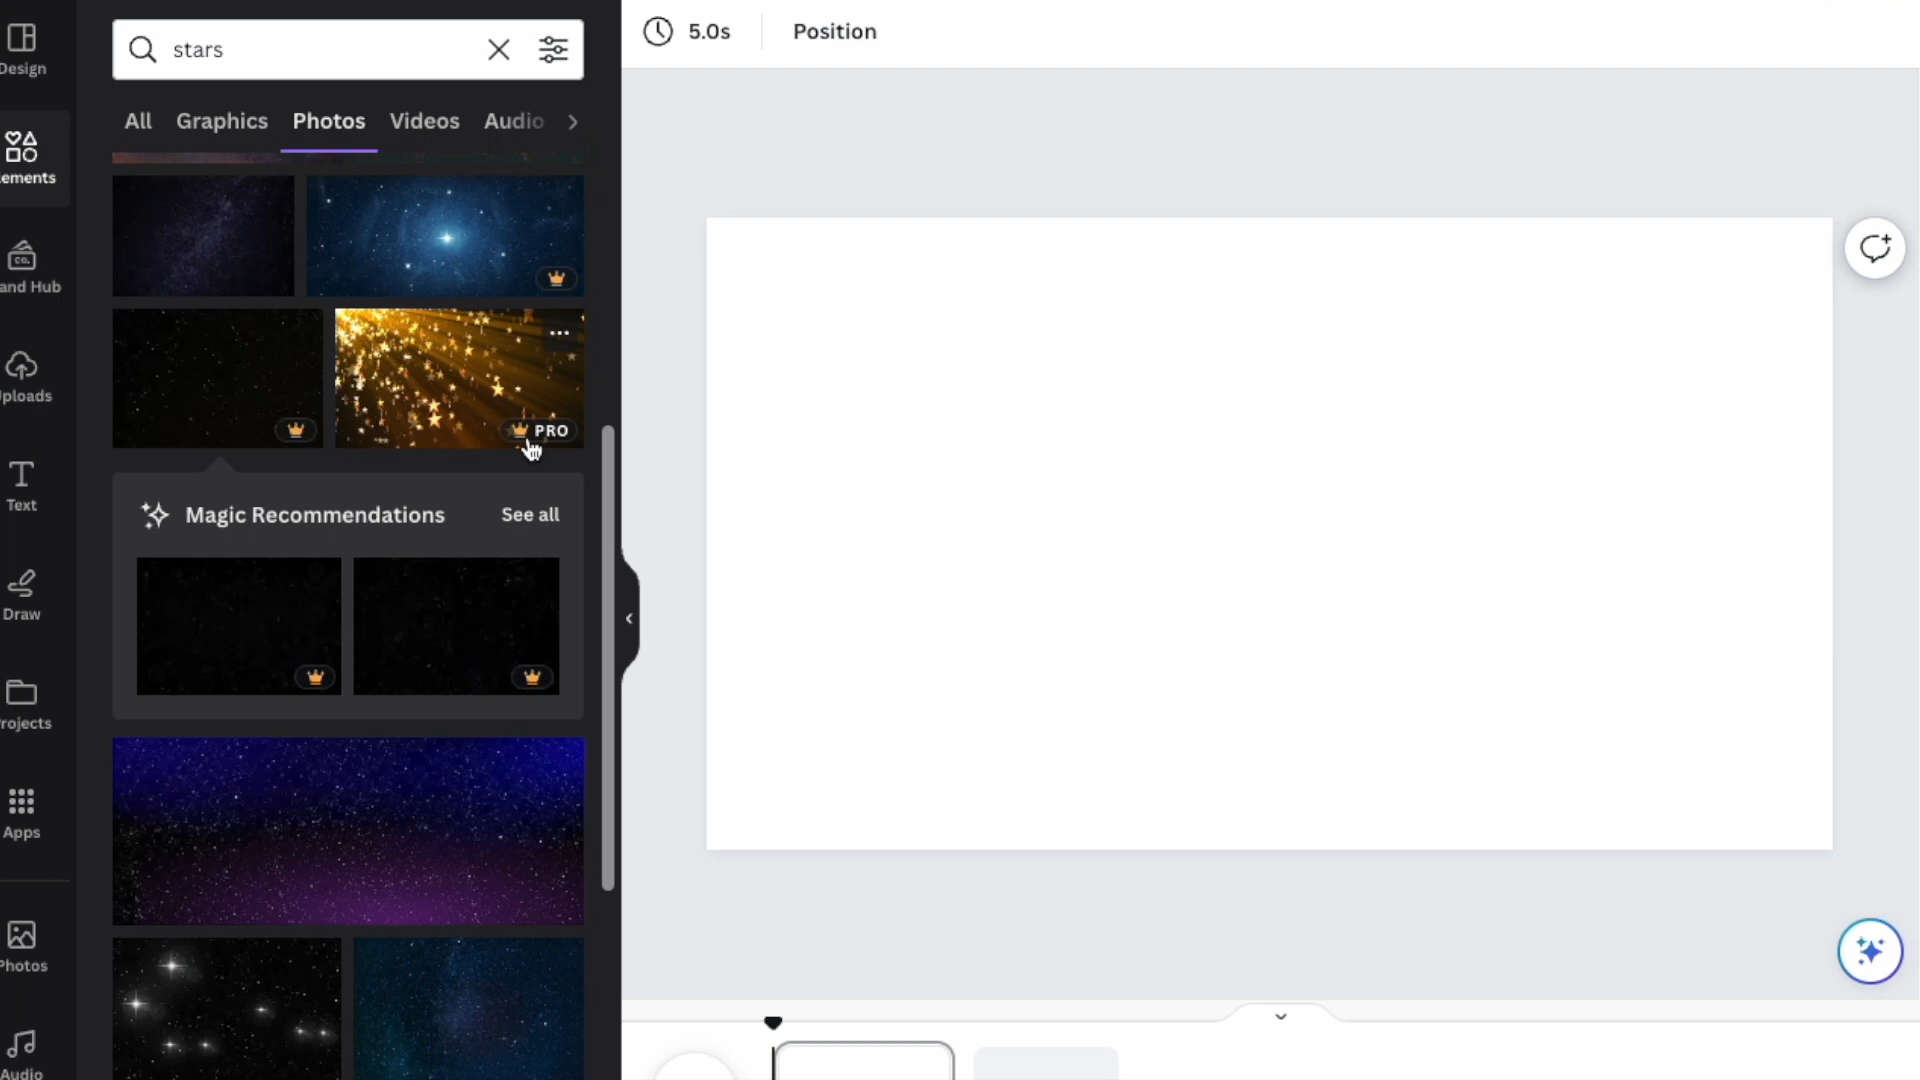 stars
5.0s
Position
Design
All
Graphics
Photos
Videos
Audio
ements
and Hub
ploads
PRO
Text
Magic Recommendations
See all
Draw
rojects
Apps
Photos
Audio